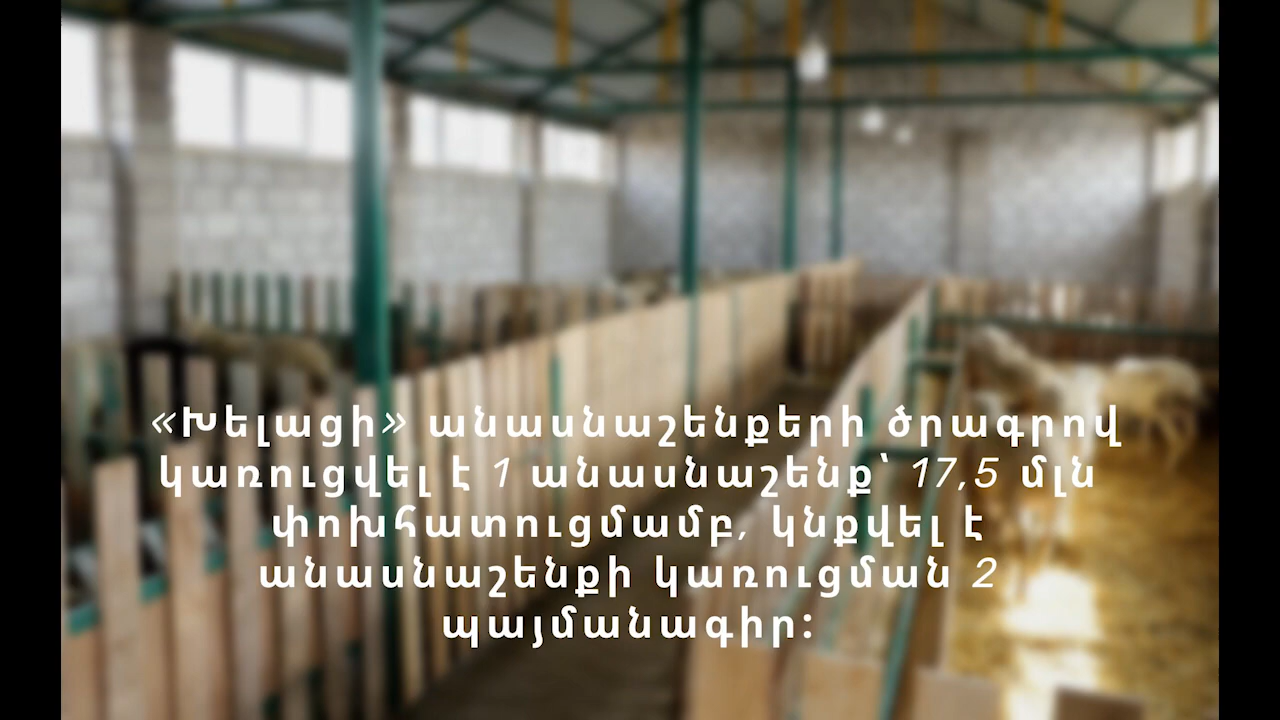 «Խելացի» անասնաշենքերի ծրագրով
կառուցվել է 1 անասնաշենք՝ 17,5 մլն
փոխհատուցմամբ, կնքվել է
անասնաշենքի կառուցման 2
պայմանագիր: